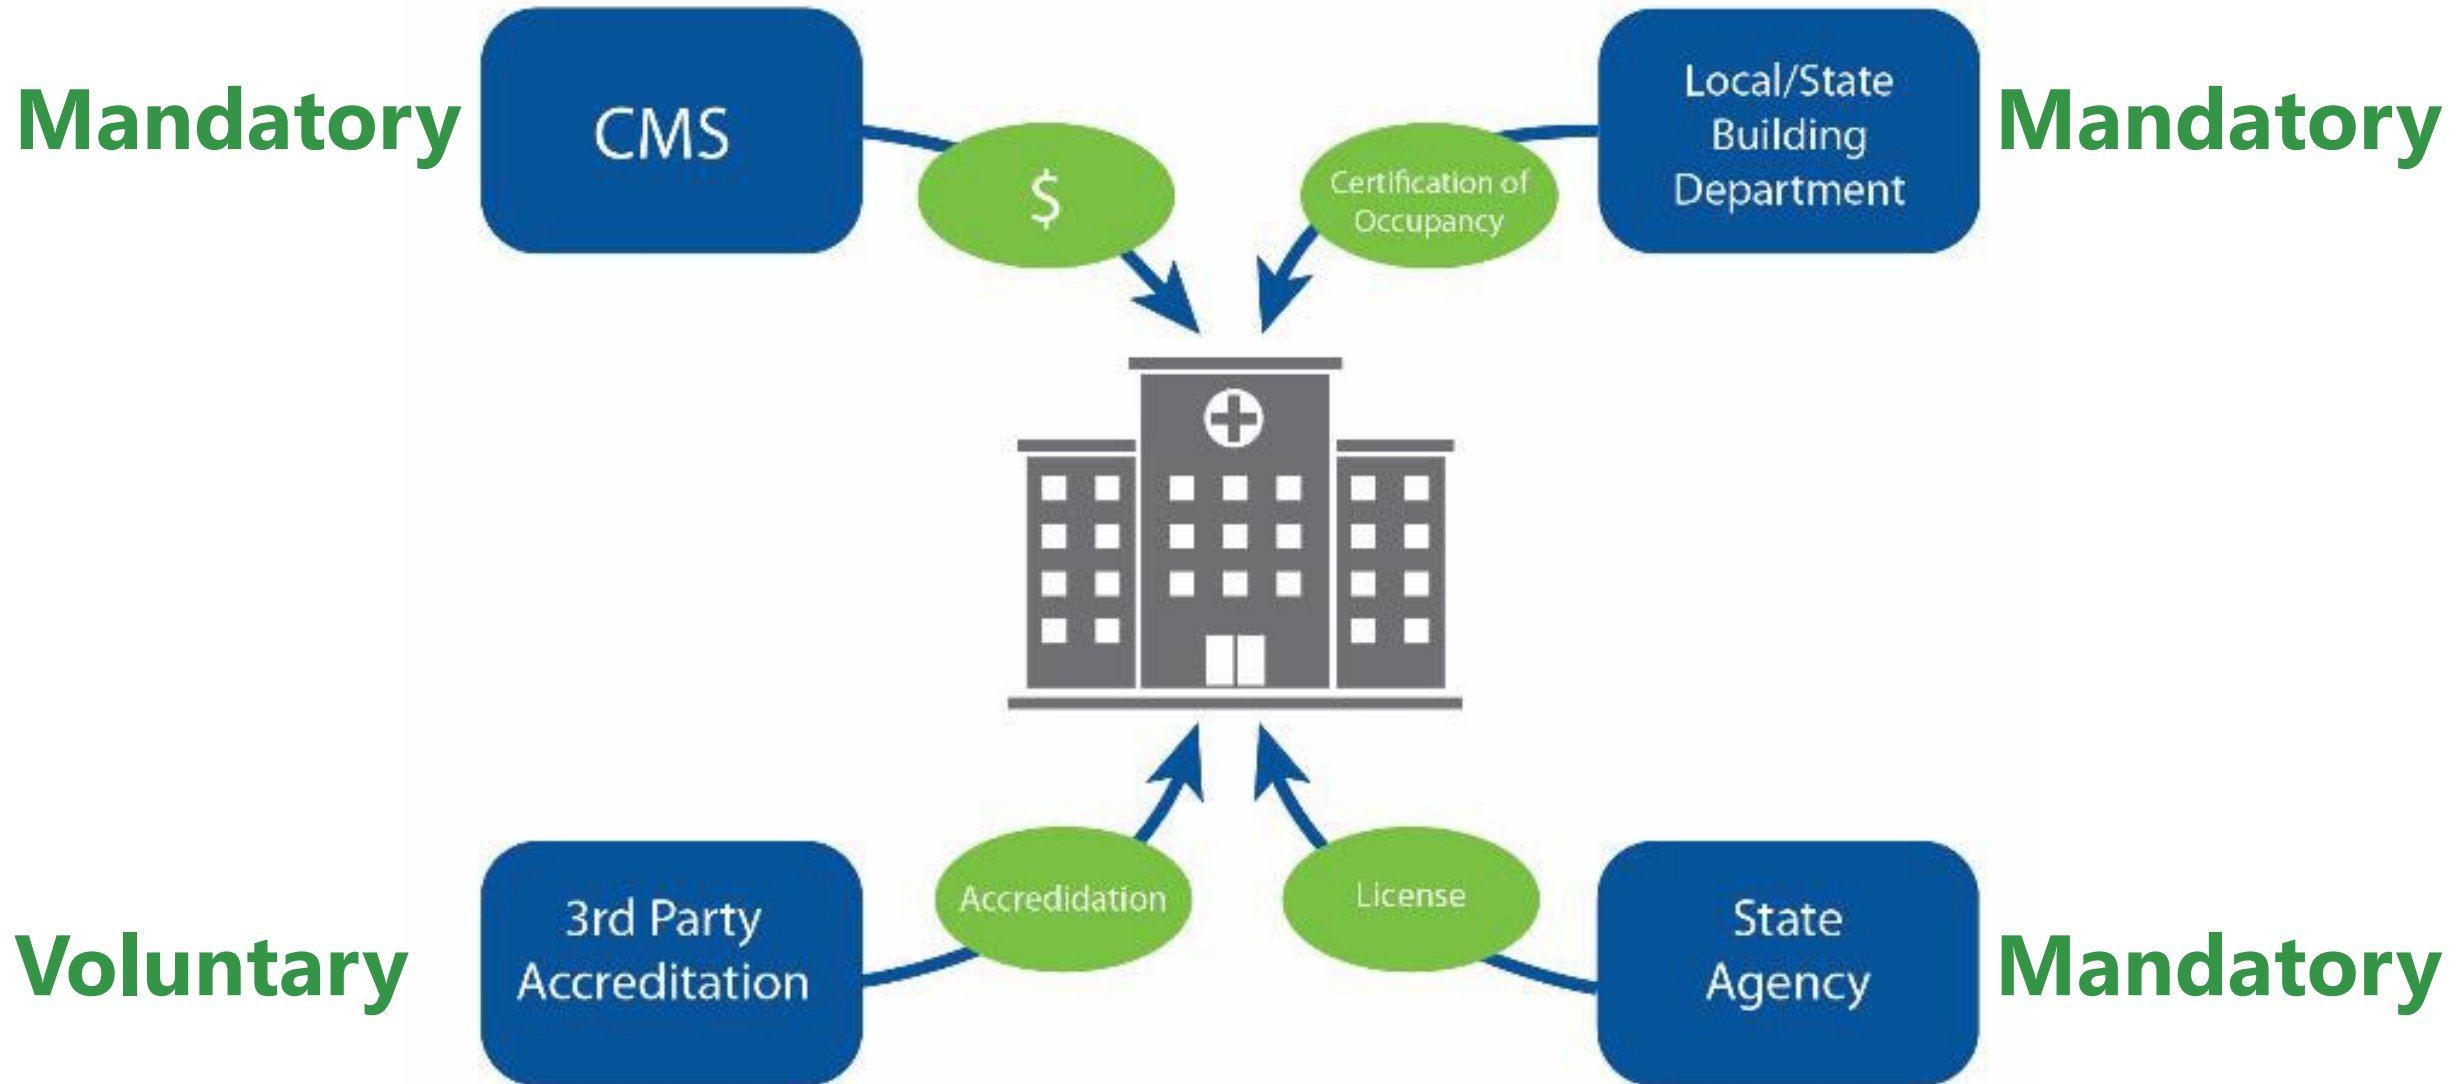 Mandatory
CMS
$
Certification of
Occupancy
Local/State
Building
Department
Mandatory
Voluntary
3rd Party
Accreditation
Accredidation
License
State
Agency
Mandatory